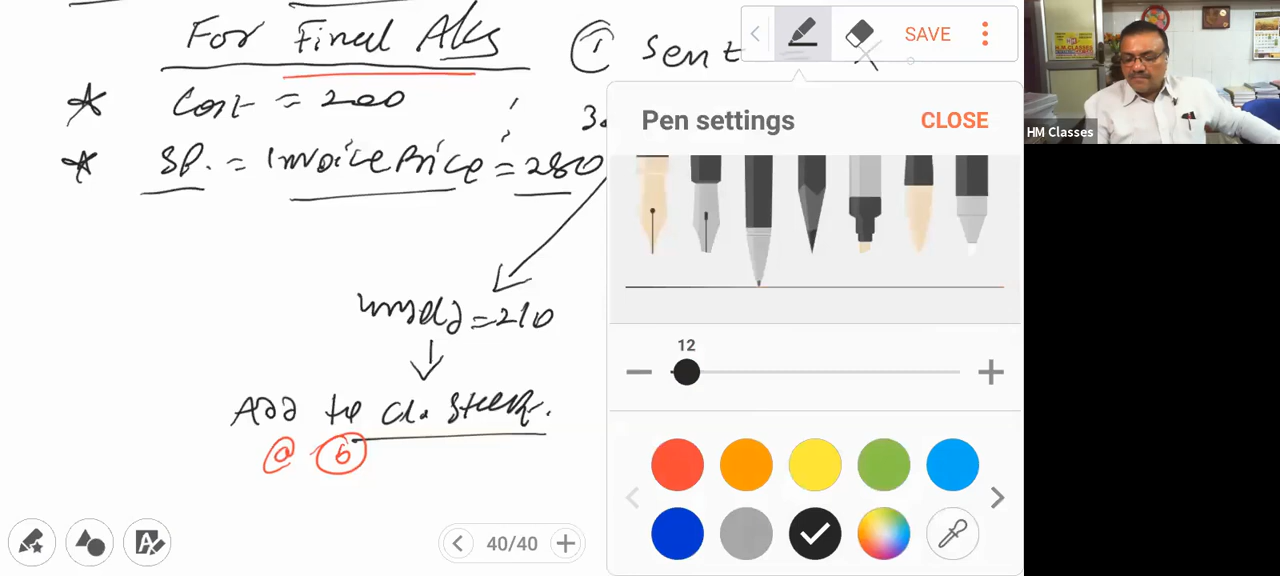 For Final A/cs ① sent
SAVE
Pen settings CLOSE
★ Cost = 200
★ SP. = Invoice Price = 250
12
unsold = 210
Add to cl. Stock.
@ 6
40/40
HM Classes